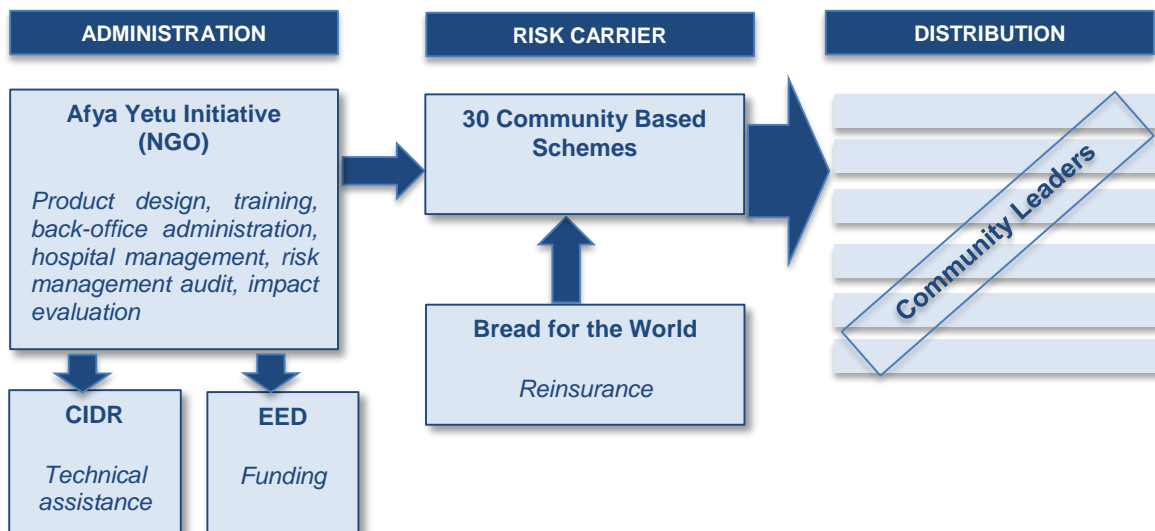 ADMINISTRATION
Afya Yetu Initiative
(NGO)
Product design, training,
back-office administration,
hospital management, risk
management audit, impact
evaluation
CIDR
Technical
assistance
EED
Funding
RISK CARRIER
30 Community Based
Schemes
Bread for the World
Reinsurance
DISTRIBUTION
Community Leaders